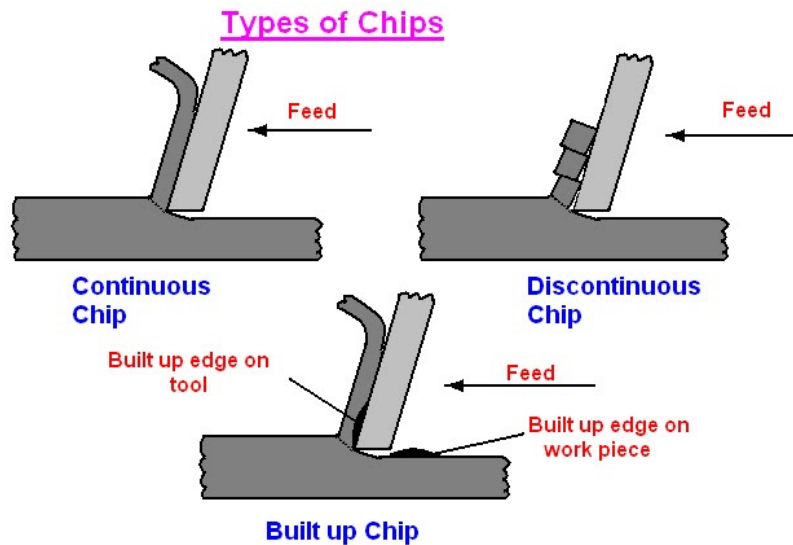 Types of Chips
Feed
Feed
Continuous
Chip
Discontinuous
Chip
Built up edge on
tool
Feed
Built up edge on
work piece
Built up Chip